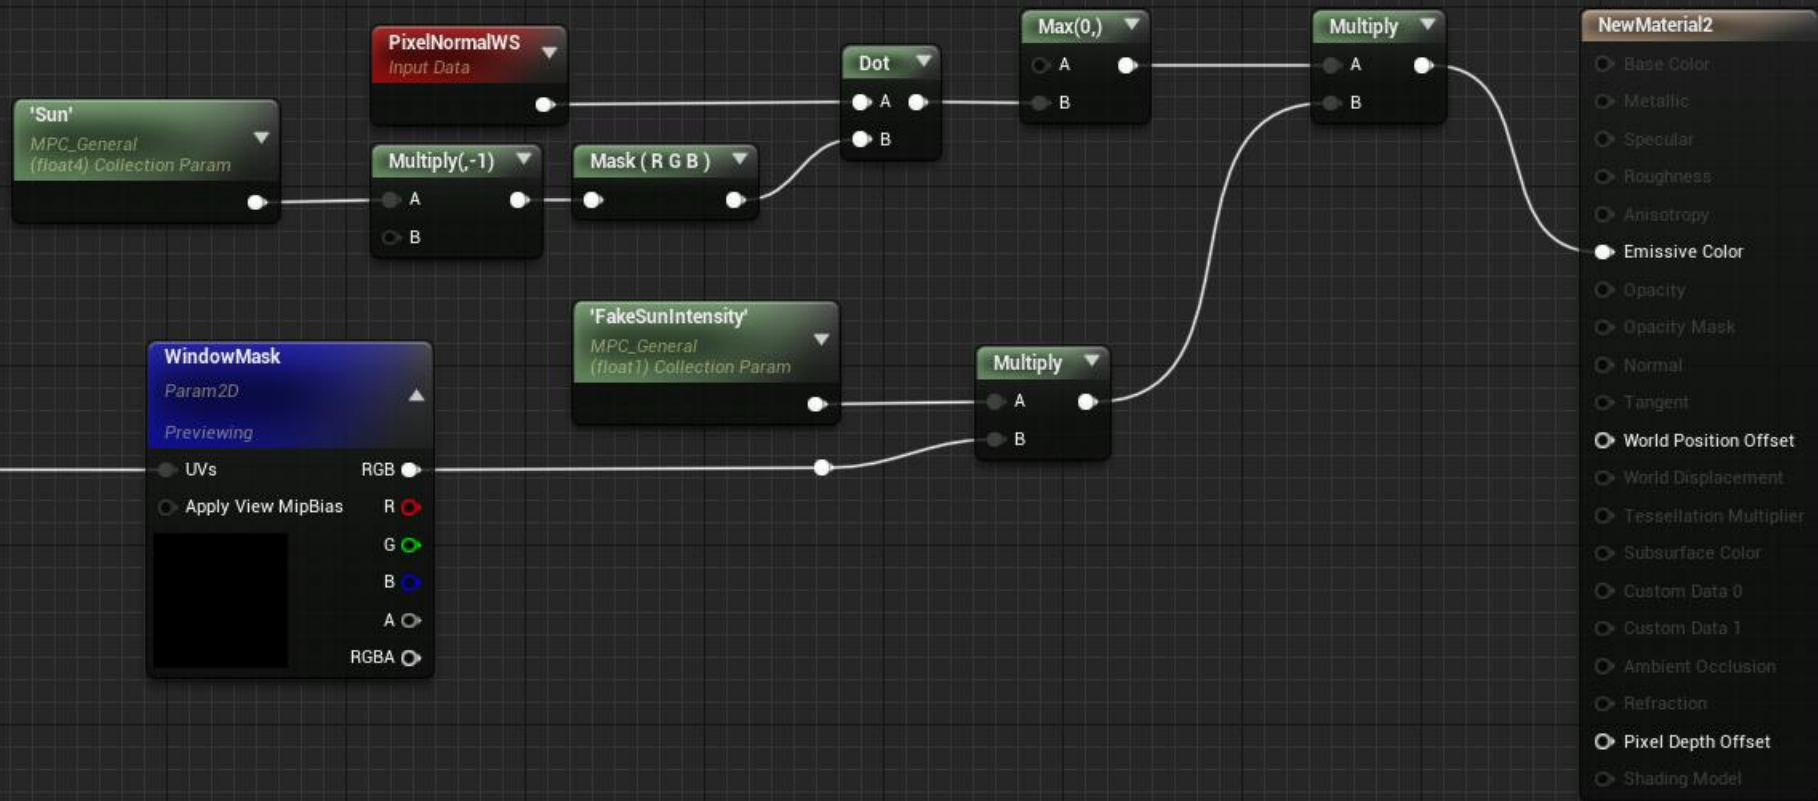 'Sun'
MPC_General
(float4) Collection Param
PixelNormalWS
Input Data
Multiply(,-1)
A
B
Mask ( R G B )
Dot
A
B
Max(0,)
A
B
Multiply
A
B
'FakeSunIntensity'
MPC_General
(float1) Collection Param
WindowMask
Param2D
Previewing
UVs
RGB
Apply View MipBias
R
G
B
A
RGBA
Multiply
A
B
NewMaterial2
Base Color
Metallic
Specular
Roughness
Anisotropy
Emissive Color
Opacity
Opacity Mask
Normal
Tangent
World Position Offset
World Displacement
Tessellation Multiplier
Subsurface Color
Custom Data 0
Custom Data 1
Ambient Occlusion
Refraction
Pixel Depth Offset
Shading Model